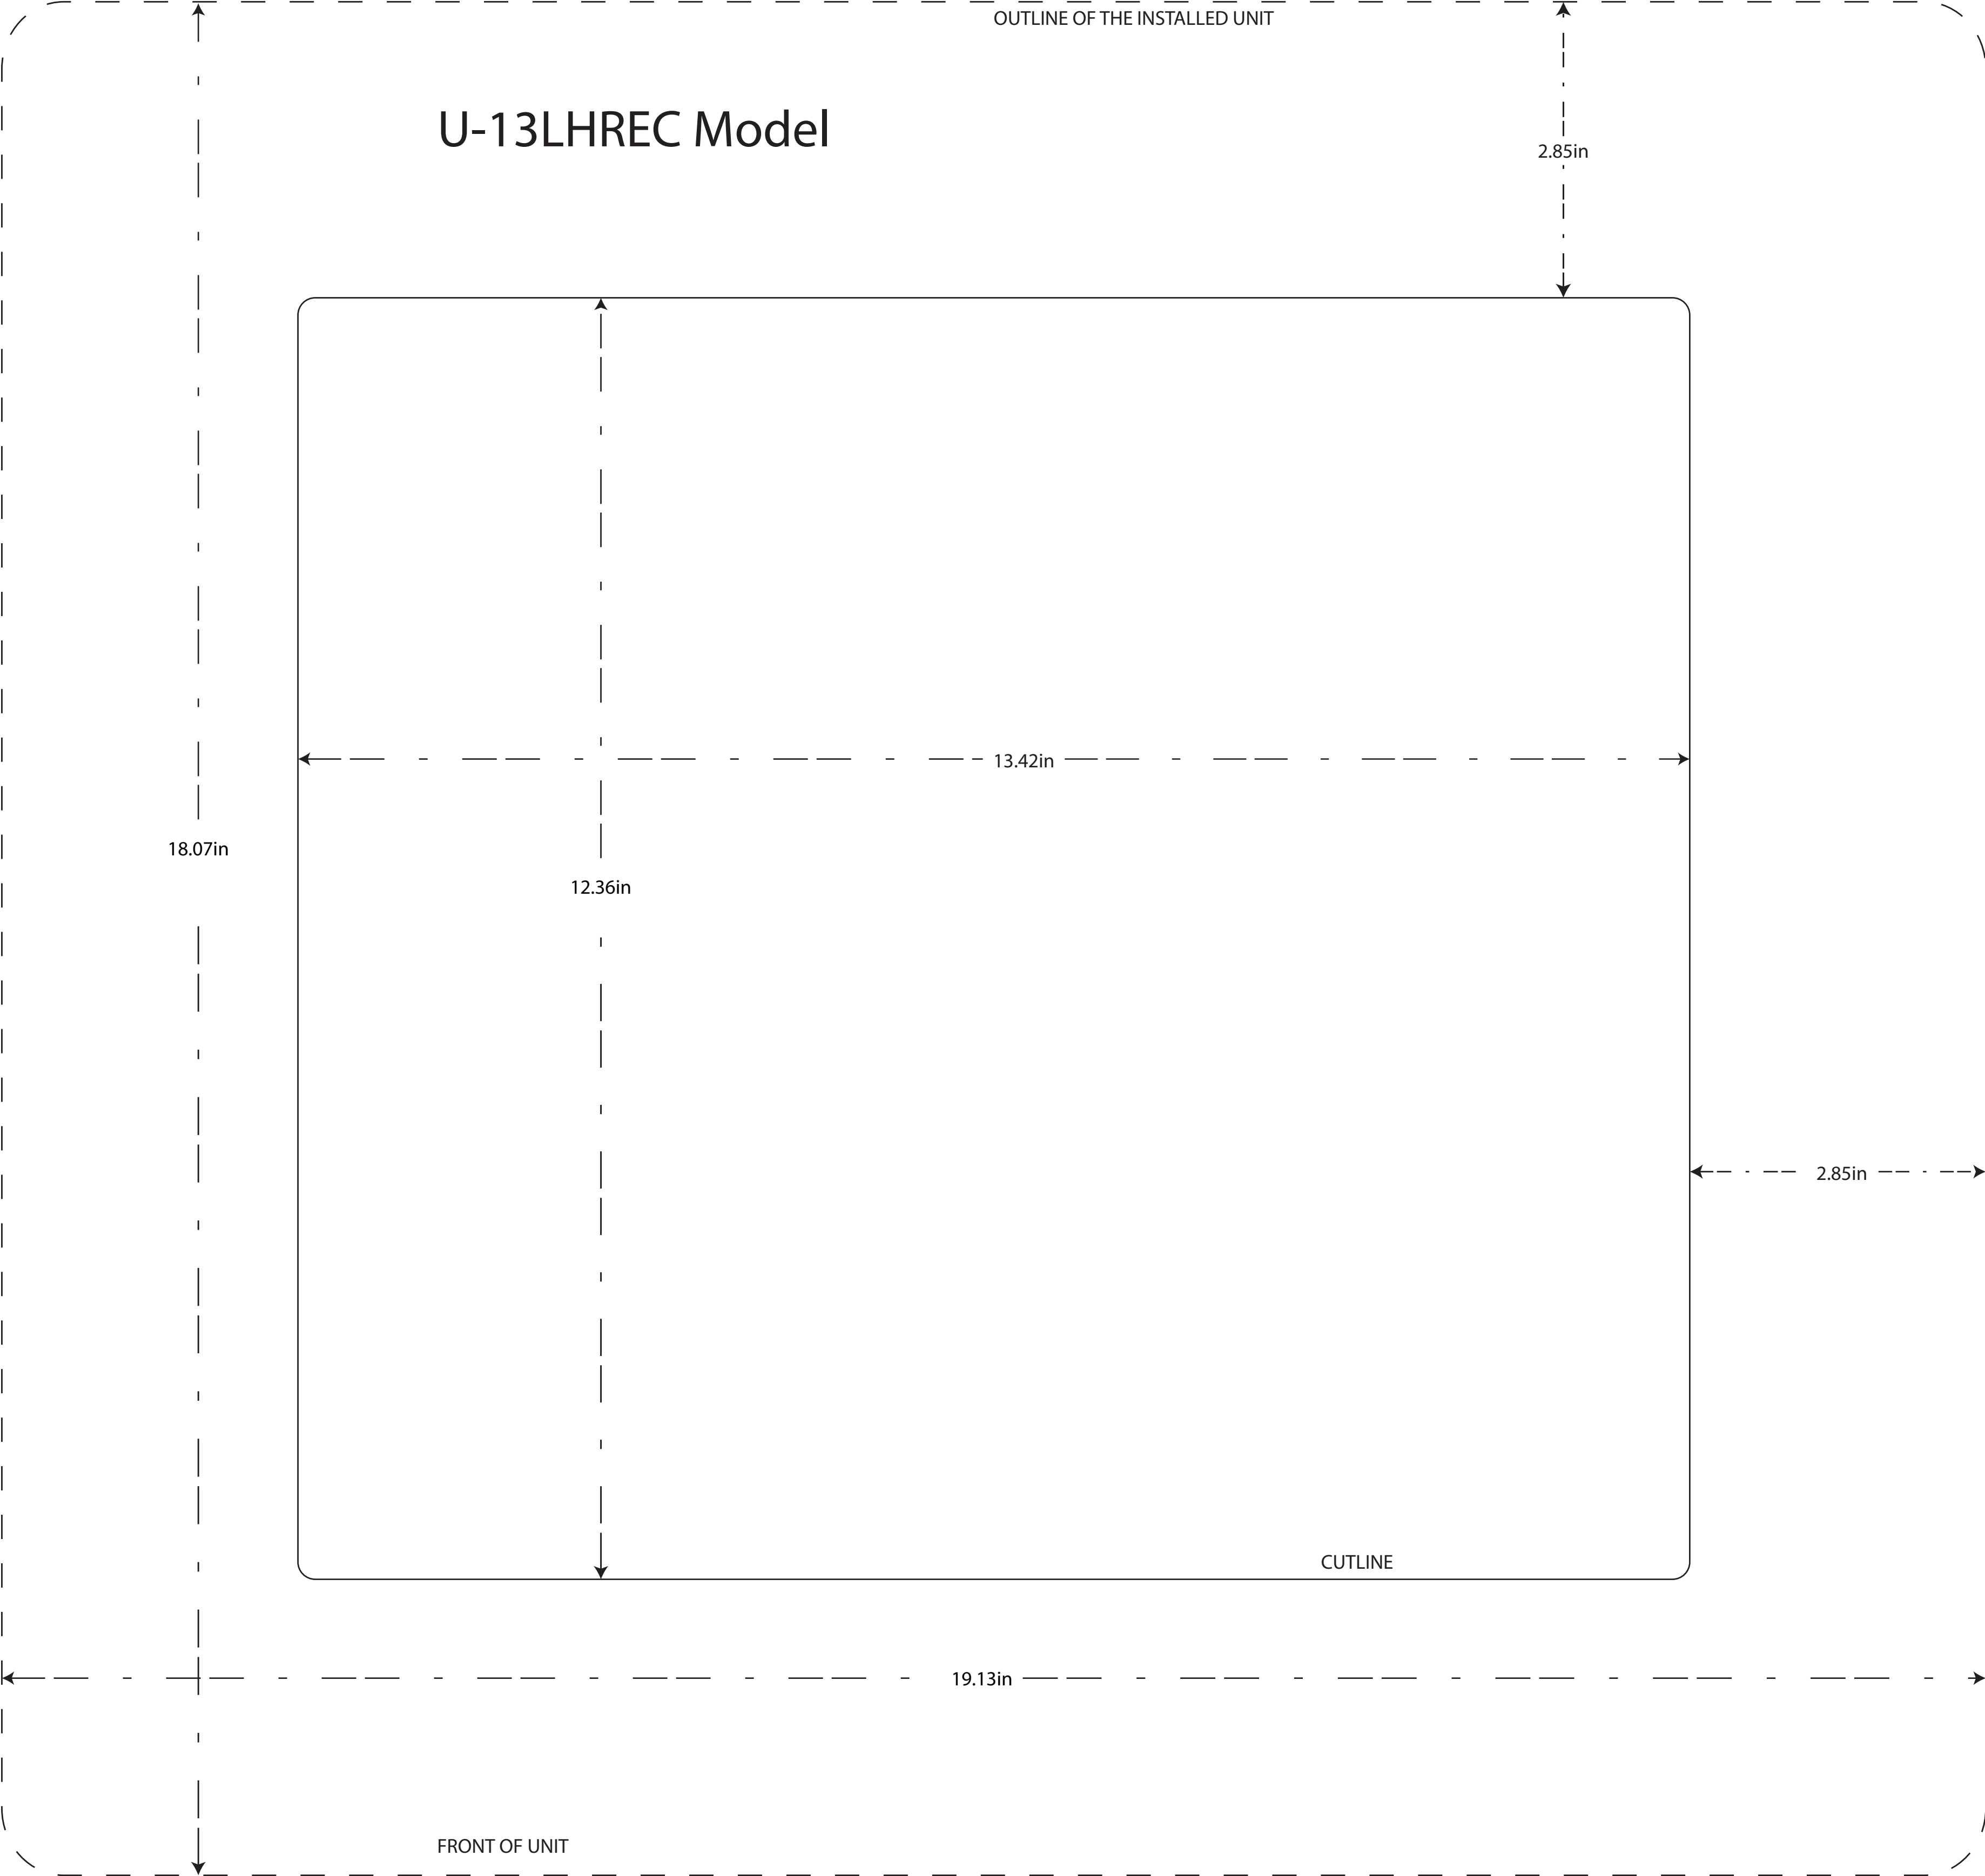 OUTLINE OF THE INSTALLED UNIT
U-13LHREC Model
2.85in
13.42in
18.07in
12.36in
2.85in
CUTLINE
19.13in
FRONT OF UNIT